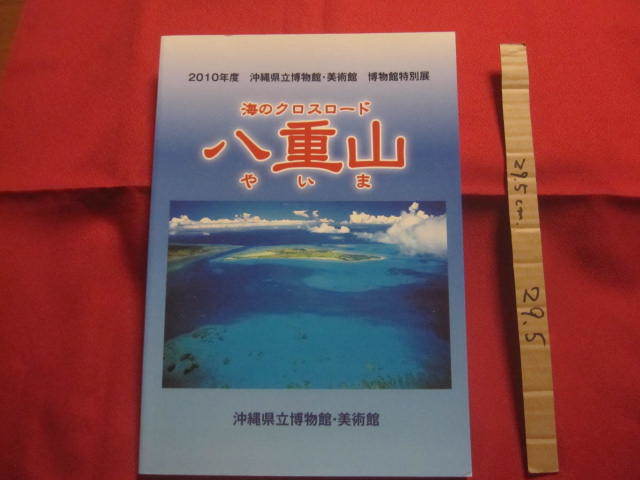 2010年度 沖縄県立博物館・美術館 博物館特別展
海のクロスロード
八重山
やいま
沖縄県立博物館・美術館
29.5cm.
29.5